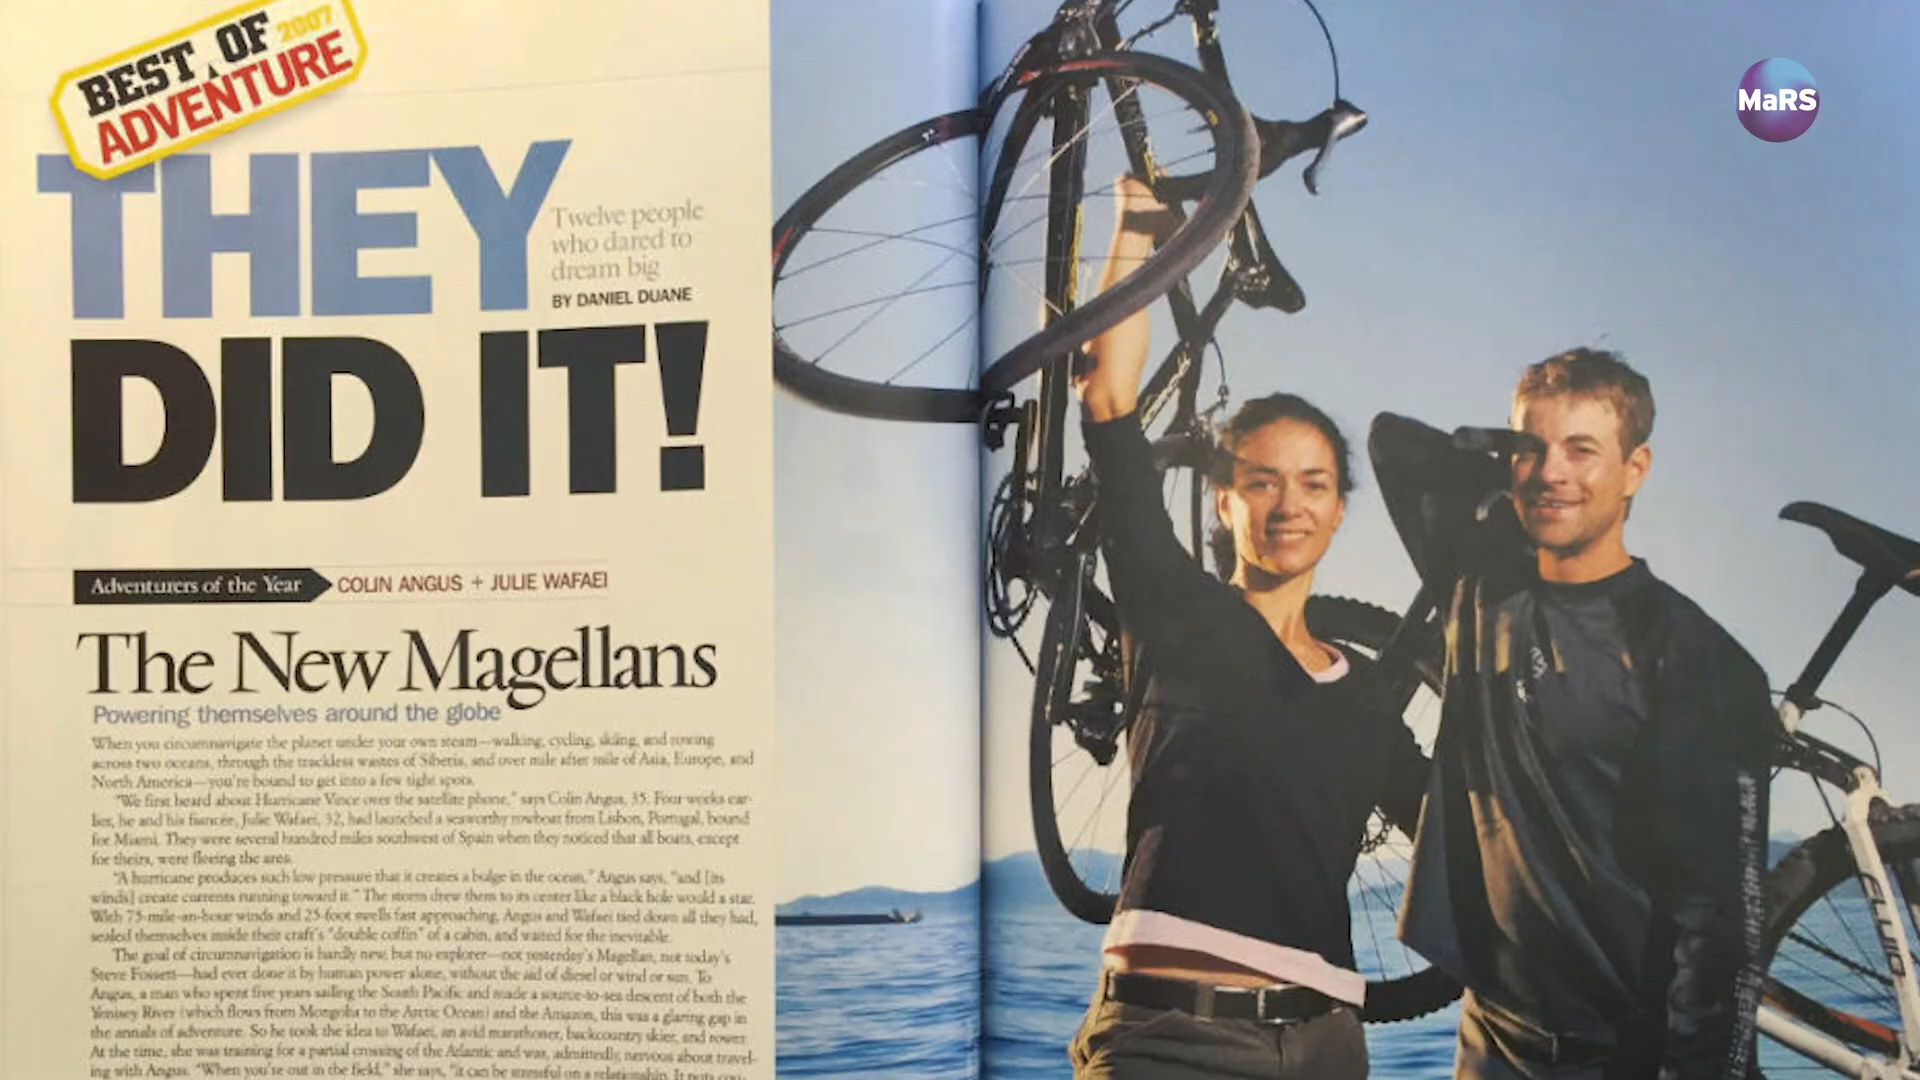 BEST OF 2007
ADVENTURE
THEY
Twelve people
who dared to
dream big
BY DANIEL DUANE
DID IT!
Adventurers of the Year COLIN ANGUS + JULIE WAFAEI
The New Magellans
Powering themselves around the globe
When you circumnavigate the planet under your own steam—walking, cycling, skiing, and rowing
across two oceans, through the trackless wastes of Siberia, and over mile after mile of Asia, Europe, and
North America—you're bound to get into a few tight spots.
"We first heard about Hurricane Vince over the satellite phone," says Colin Angus, 35. Four weeks ear-
lier, he and his fiancée, Julie Wafaei, 32, had launched a seaworthy rowboat from Lisbon, Portugal, bound
for Miami. They were several hundred miles southwest of Spain when they noticed that all boats, except
for theirs, were fleeing the area.
"A hurricane produces such low pressure that it creates a bulge in the ocean," Angus says, "and [its
winds] create currents running toward it." The storm drew them to its center like a black hole would a star.
With 75-mile-an-hour winds and 25-foot swells fast approaching, Angus and Wafaei tied down all they had,
sealed themselves inside their craft's "double coffin" of a cabin, and waited for the inevitable.
The goal of circumnavigation is hardly new, but no explorer—not yesterday's Magellan, not today's
Steve Fossett—had ever done it by human power alone, without the aid of diesel or wind or sun. To
Angus, a man who spent five years sailing the South Pacific and made a source-to-sea descent of both the
Yenisey River (which flows from Mongolia to the Arctic Ocean) and the Amazon, this was a glaring gap in
the annals of adventure. So he took the idea to Wafaei, an avid marathoner, backcountry skier, and rower.
At the time, she was training for a partial crossing of the Atlantic and was, admittedly, nervous about travel-
ing with Angus. "When you're out in the field," she says, "it can be stressful on a relationship. It puts you
MaRS
FLUID